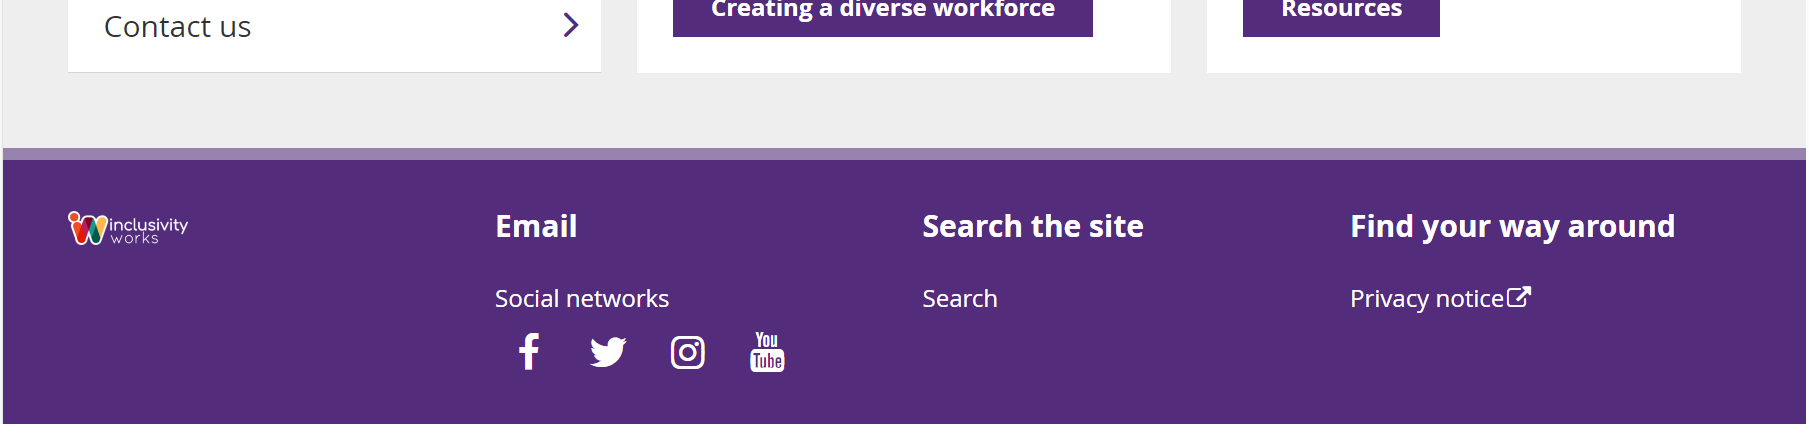 Contact us
Creating a diverse workforce
Resources
inclusivity
works
Email
Social networks
You
Tube
Search the site
Search
Find your way around
Privacy notice